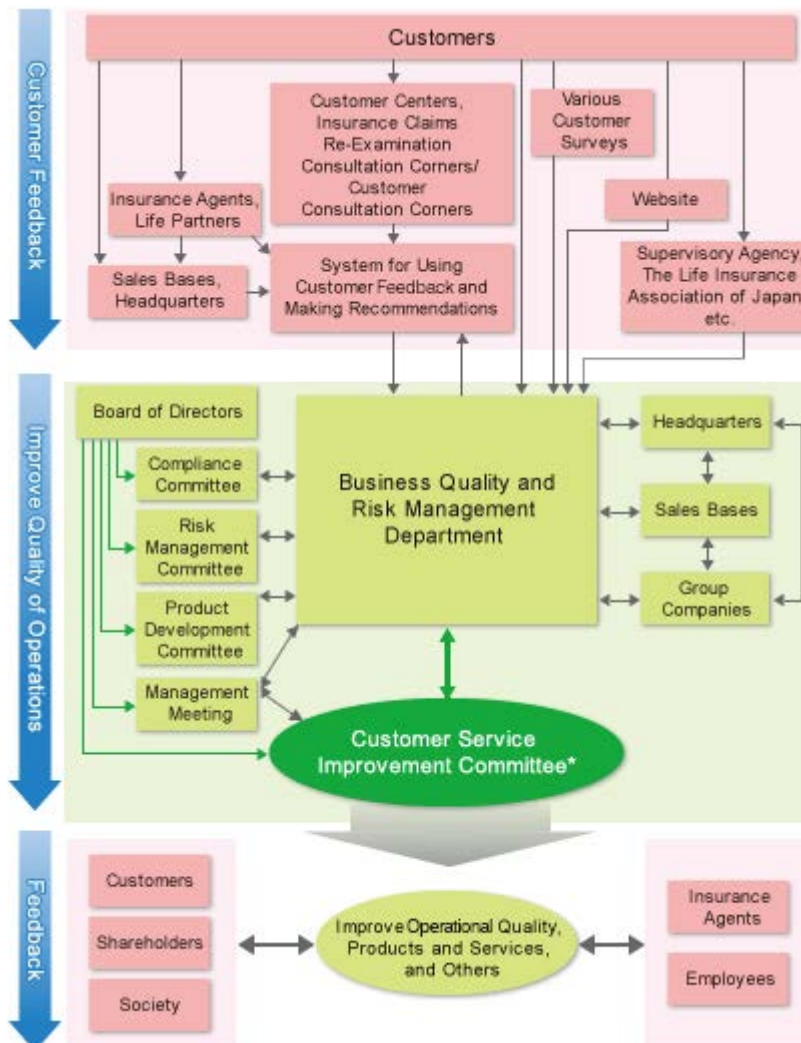 Customer Feedback
Customers
Customer Centers,
Insurance Claims
Re-Examination
Consultation Corners/
Customer
Consultation Corners
Various
Customer
Surveys
Insurance Agents,
Life Partners
Website
Sales Bases,
Headquarters
System for Using
Customer Feedback and
Making Recommendations
Supervisory Agency,
The Life Insurance
Association of Japan
etc.
Improve Quality of Operations
Board of Directors
Compliance
Committee
Risk
Management
Committee
Product
Development
Committee
Management
Meeting
Business Quality and
Risk Management
Department
Headquarters
Sales Bases
Group
Companies
Customer Service
Improvement Committee*
Feedback
Customers
Shareholders
Society
Improve Operational Quality,
Products and Services,
and Others
Insurance
Agents
Employees